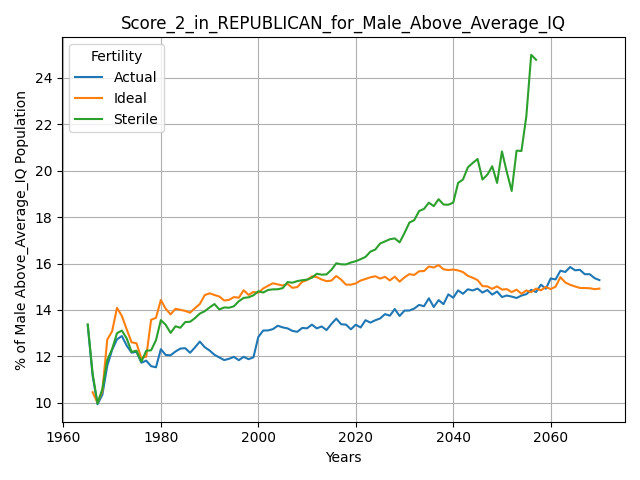 Score_2_in_REPUBLICAN_for_Male_Above_Average_IQ
% of Male Above_Average_IQ Population
Fertility
Actual
Ideal
Sterile
24
22
20
18
16
14
12
10
1960
1980
2000
2020
2040
2060
Years